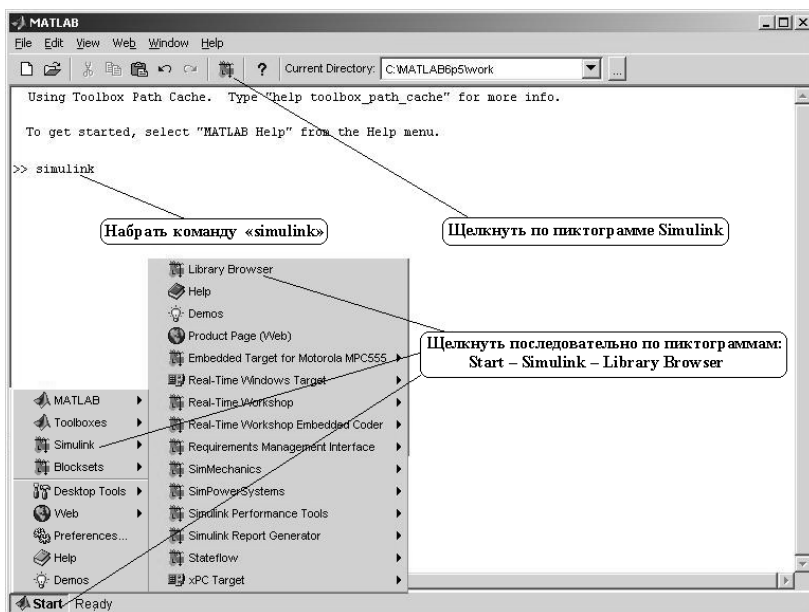 MATLAB
File Edit View Web Window Help
? Current Directory: C:\MATLAB6p5\work ...
Using Toolbox Path Cache. Type "help toolbox_path_cache" for more info.
To get started, select "MATLAB Help" from the Help menu.
>> simulink
Набрать команду «simulink»
Щелкнуть по пиктограмме Simulink
Library Browser
Help
Demos
Product Page (Web)
Embedded Target for Motorola MPC555
Real-Time Windows Target
Real-Time Workshop
Real-Time Workshop Embedded Coder
Requirements Management Interface
SimMechanics
SimPowerSystems
Simulink Performance Tools
Simulink Report Generator
Stateflow
xPC Target
Щелкнуть последовательно по пиктограммам:
Start – Simulink – Library Browser
MATLAB
Toolboxes
Simulink
Blocksets
Desktop Tools
Web
Preferences...
Help
Demos
Start Ready